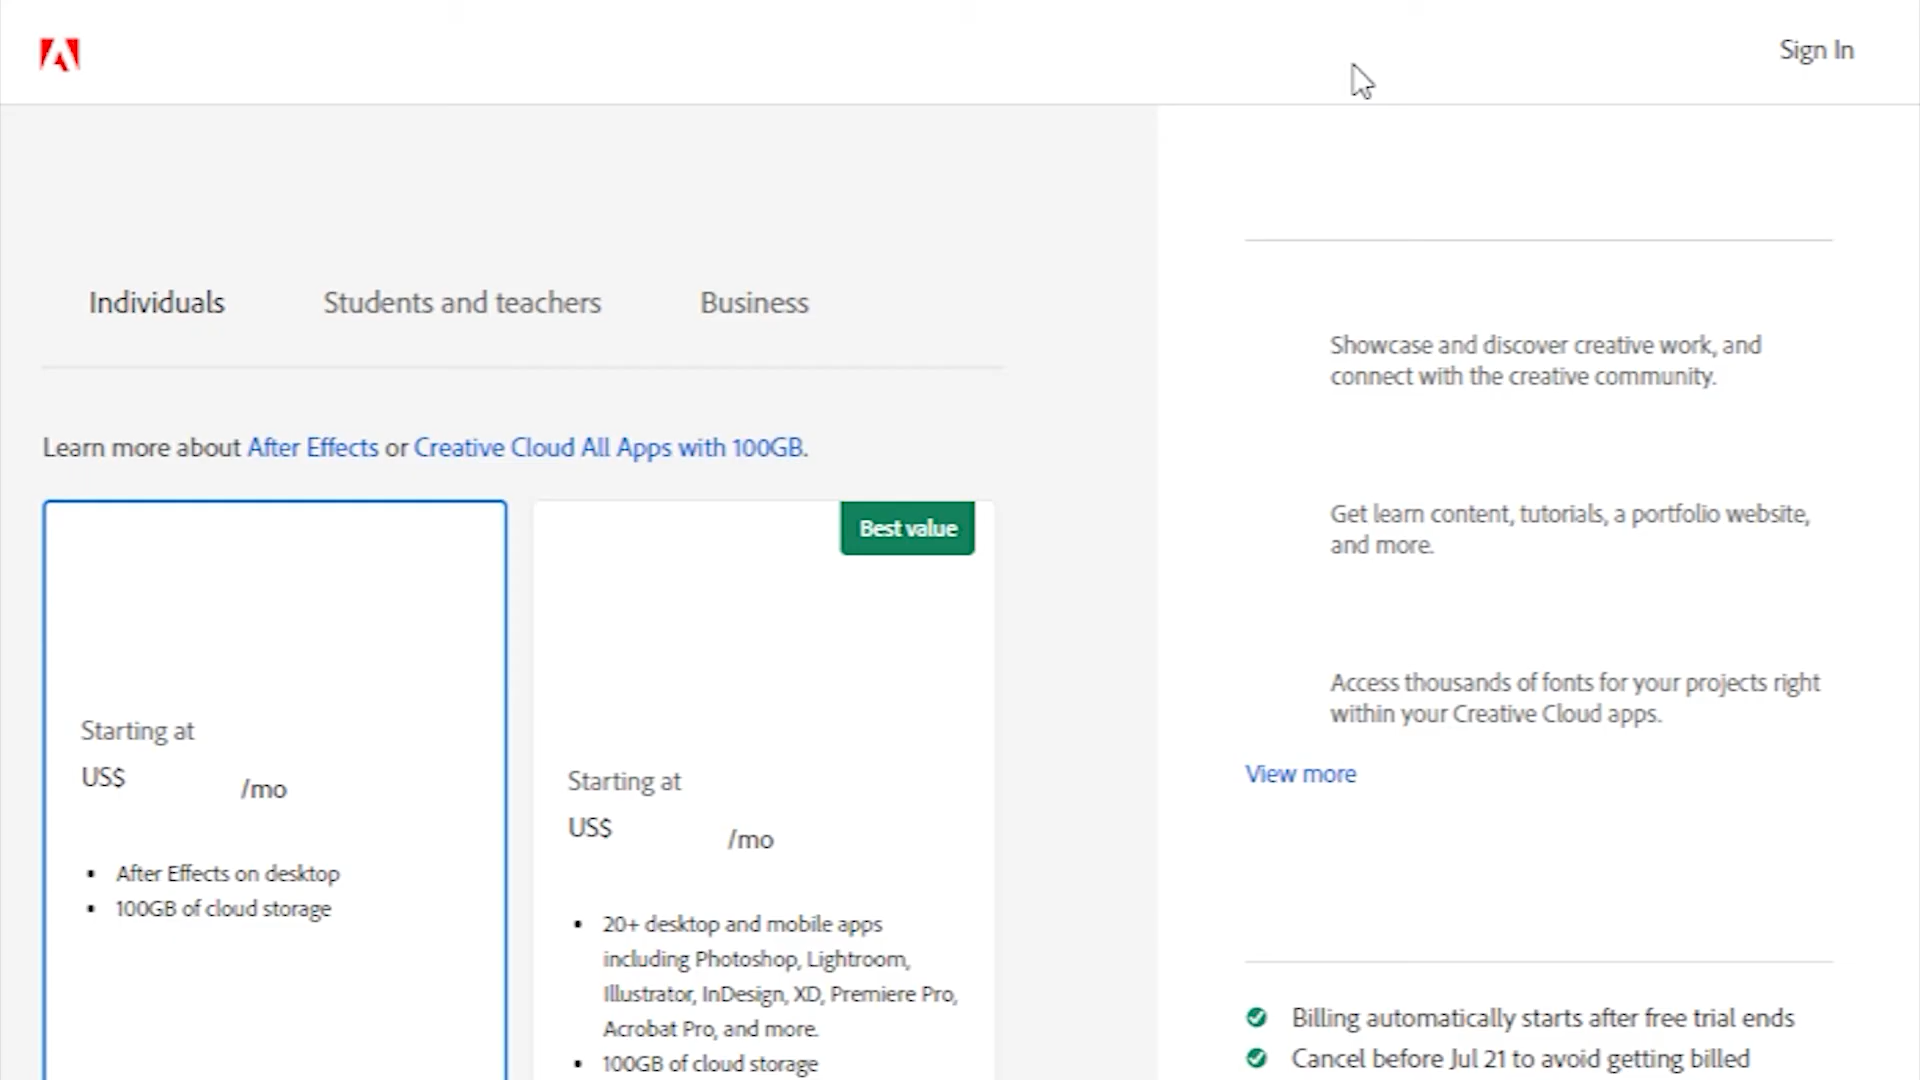 Sign In
Individuals Students and teachers Business
Learn more about After Effects or Creative Cloud All Apps with 100GB.
Starting at
US$ /mo
After Effects on desktop
100GB of cloud storage
Best value
Starting at
US$ /mo
20+ desktop and mobile apps
including Photoshop, Lightroom,
Illustrator, InDesign, XD, Premiere Pro,
Acrobat Pro, and more.
100GB of cloud storage
Showcase and discover creative work, and
connect with the creative community.
Get learn content, tutorials, a portfolio website,
and more.
Access thousands of fonts for your projects right
within your Creative Cloud apps.
View more
Billing automatically starts after free trial ends
Cancel before Jul 21 to avoid getting billed